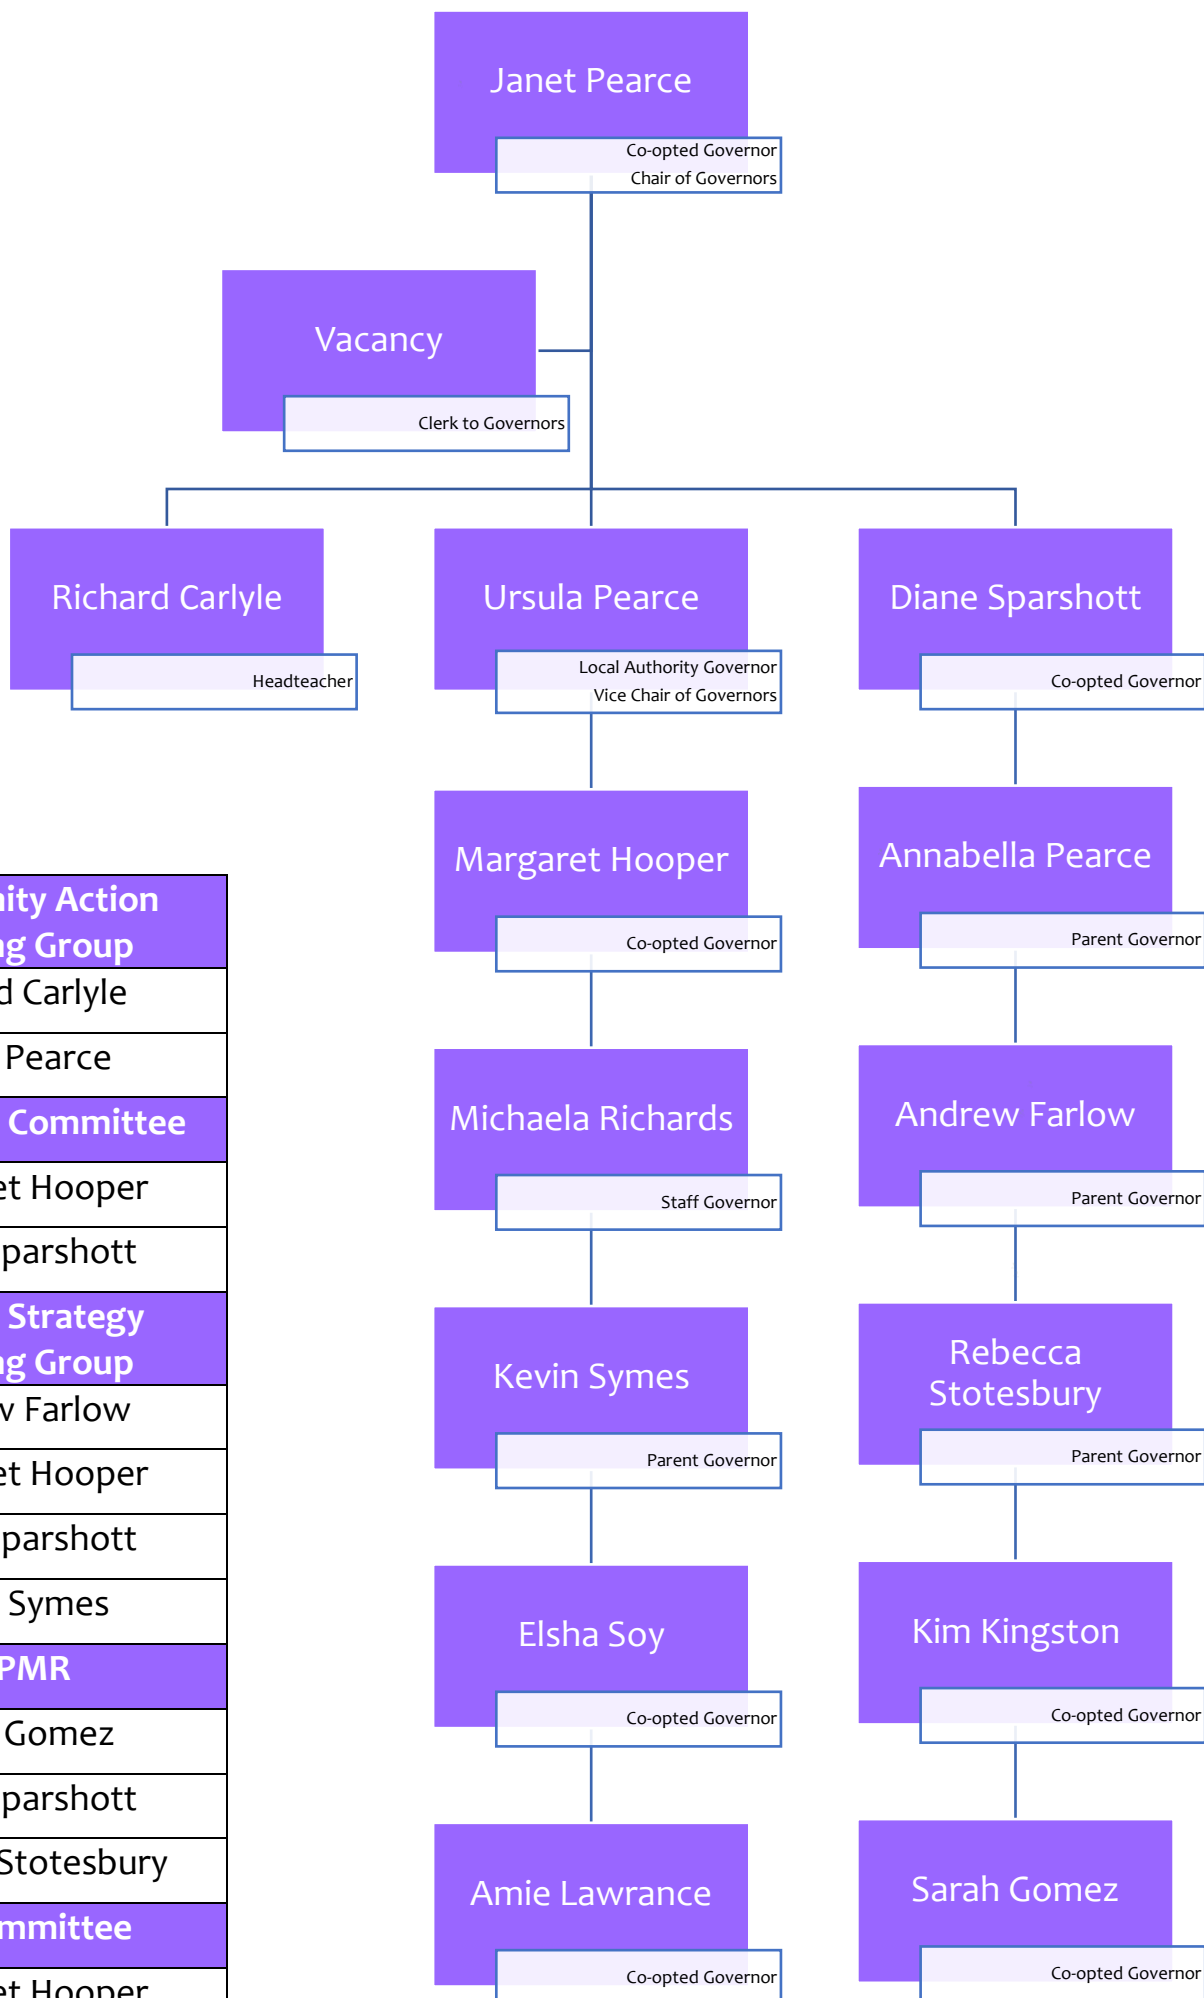 Janet Pearce
Co-opted Governor
Chair of Governors
Vacancy
Clerk to Governors
Richard Carlyle
Headteacher
Ursula Pearce
Local Authority Governor
Vice Chair of Governors
Diane Sparshott
Co-opted Governor
Margaret Hooper
Co-opted Governor
Annabella Pearce
Parent Governor
Michaela Richards
Staff Governor
Andrew Farlow
Parent Governor
Kevin Symes
Parent Governor
Rebecca
Stotesbury
Parent Governor
Elsha Soy
Co-opted Governor
Kim Kingston
Co-opted Governor
Amie Lawrance
Co-opted Governor
Sarah Gomez
Co-opted Governor
Action
Group
Carlyle
Pearce
Committee
Hooper
parshott
Strategy
Group
Farlow
Hooper
parshott
Symes
PMR
Gomez
parshott
Stotesbury
mmittee
Hooper